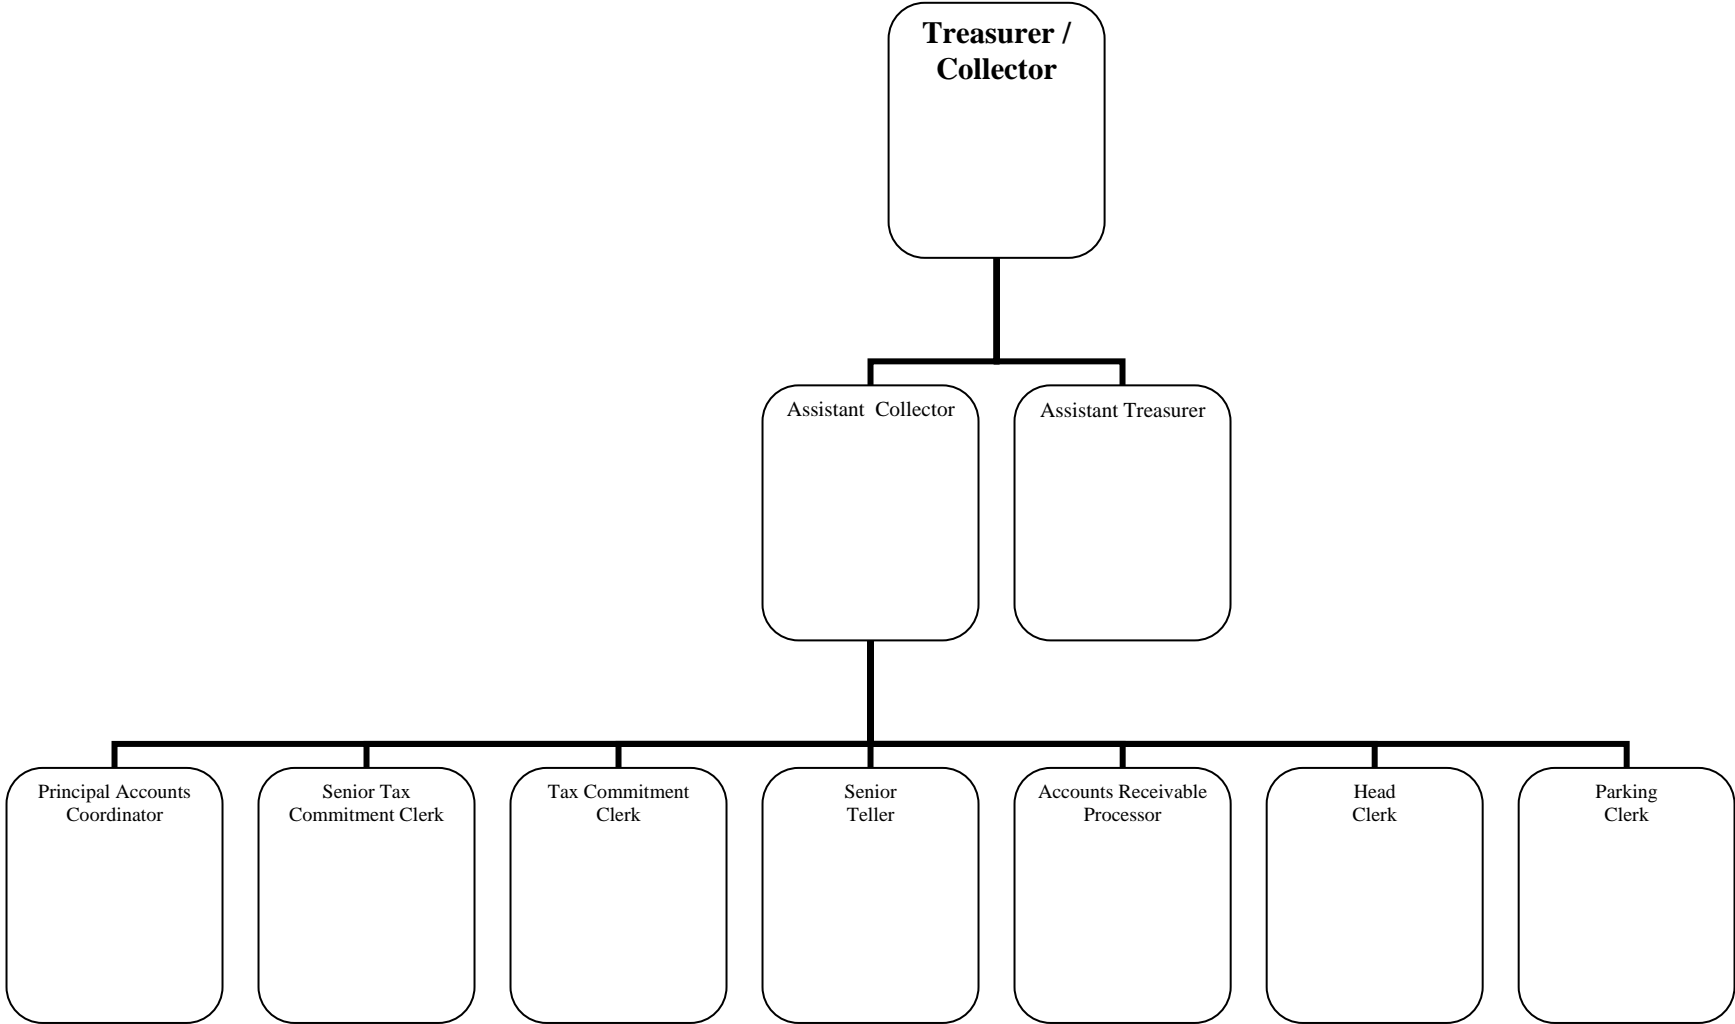 Treasurer /
Collector
Assistant  Collector
Assistant Treasurer
Principal Accounts
Coordinator
Senior Tax
Commitment Clerk
Tax Commitment
Clerk
Senior
Teller
Accounts Receivable
Processor
Head
Clerk
Parking
Clerk